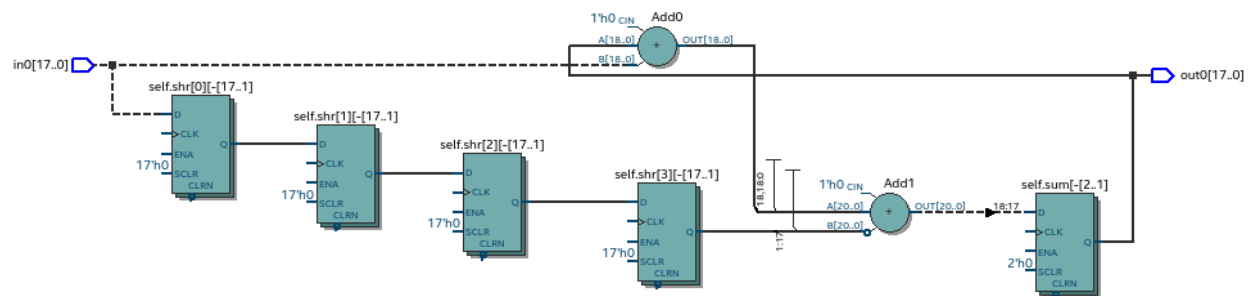 1'h0 CIN
Add0
A[18..0]
OUT[18..0]
B[18..0]
+
in0[17..0]
out0[17..0]
self.shr[0][-[17..1]
D
CLK
ENA
Q
17'h0
SCLR
CLRN
self.shr[1][-[17..1]
D
CLK
ENA
Q
17'h0
SCLR
CLRN
self.shr[2][-[17..1]
D
CLK
ENA
Q
17'h0
SCLR
CLRN
self.shr[3][-[17..1]
D
CLK
ENA
Q
17'h0
SCLR
CLRN
18,18:0
1:17
1'h0 CIN
Add1
A[20..0]
OUT[20..0]
B[20..0]
+
18:17
self.sum[-[2..1]
D
CLK
ENA
Q
2'h0
SCLR
CLRN